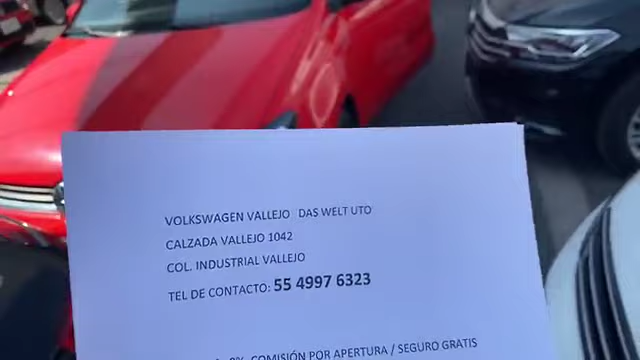 VOLKSWAGEN VALLEJO DAS WELT UTO
CALZADA VALLEJO 1042
COL. INDUSTRIAL VALLEJO
TEL DE CONTACTO: 55 4997 6323
0% COMISIÓN POR APERTURA / SEGURO GRATIS